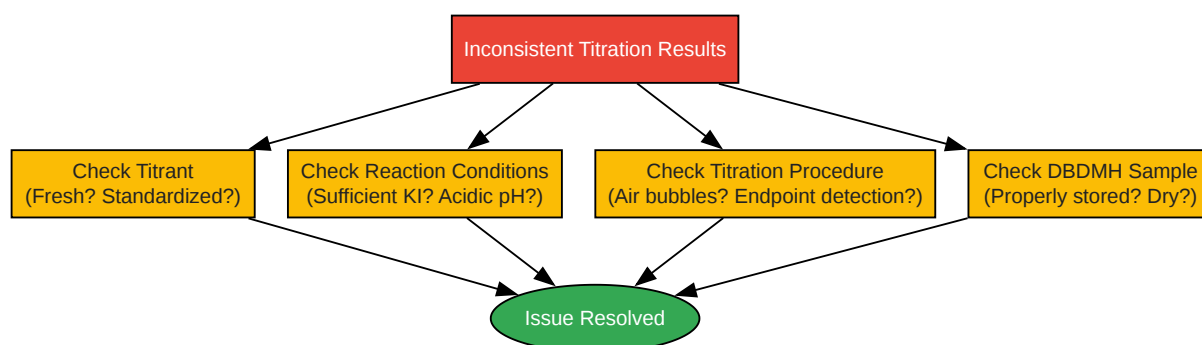 Inconsistent Titration Results
Check Titrant
(Fresh? Standardized?)
Check Reaction Conditions
(Sufficient KI? Acidic pH?)
Check Titration Procedure
(Air bubbles? Endpoint detection?)
Check DBDMH Sample
(Properly stored? Dry?)
Issue Resolved